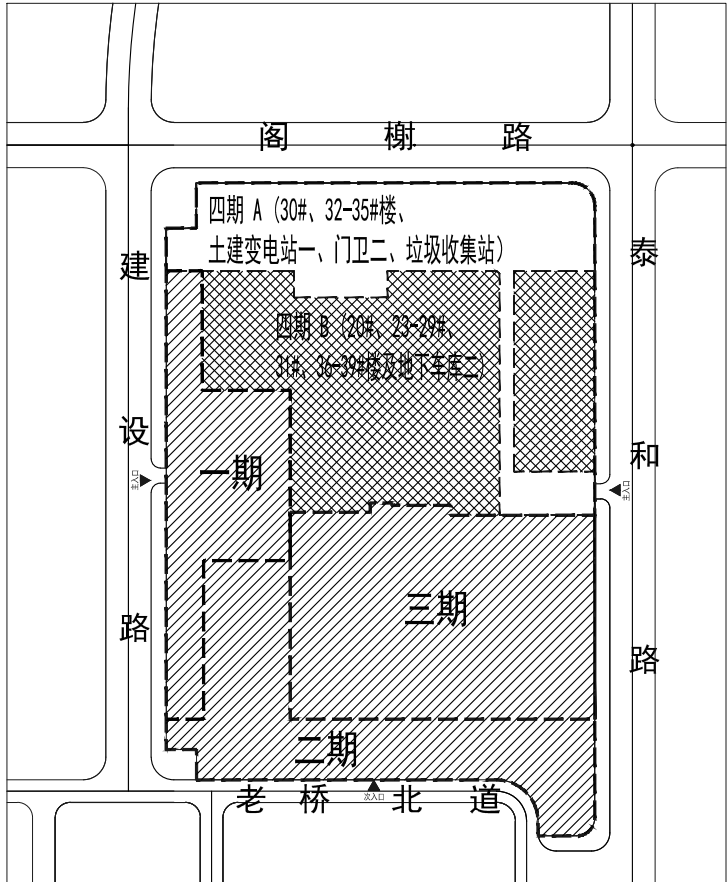 阁榭路
四期 A（30#、32-35#楼、
土建变电站一、门卫二、垃圾收集站）
建设路
泰和路
四期 B（20#、23-29#、
31#、36-39#楼及地下车库二）
一期
主入口
主入口
三期
二期
次入口
老桥北道